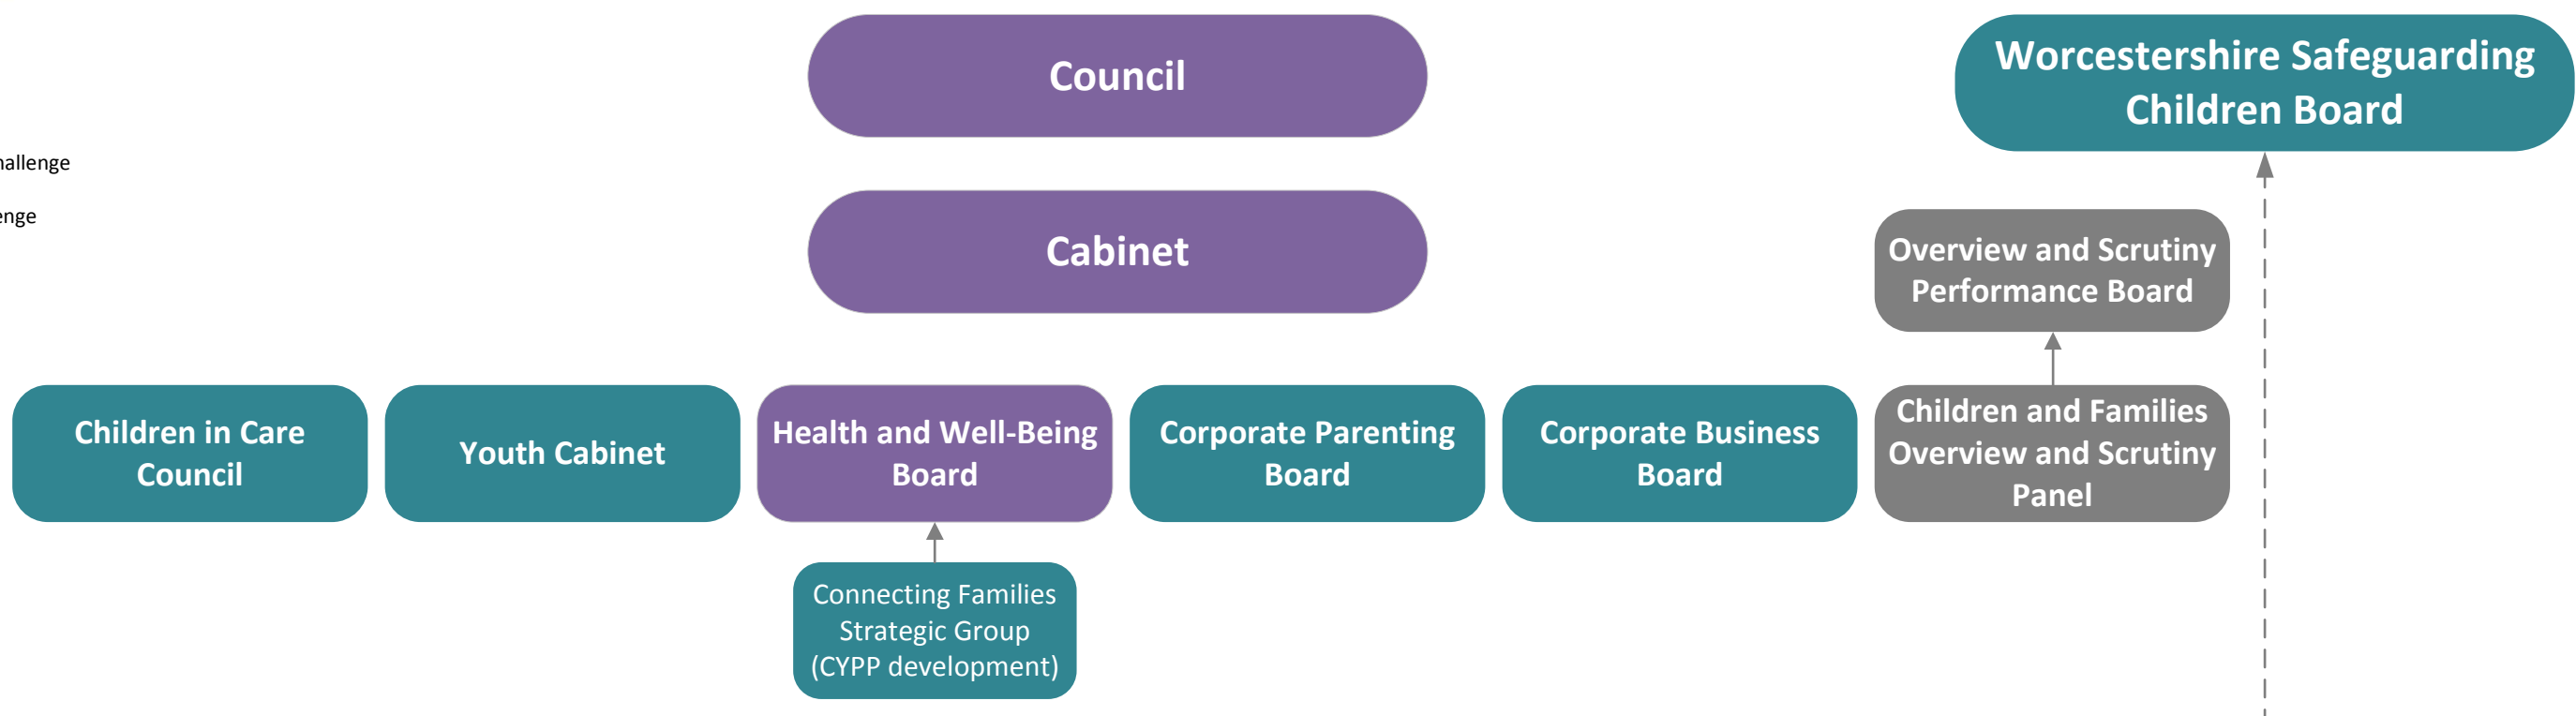 Council
Worcestershire Safeguarding
Children Board
Cabinet
Overview and Scrutiny
Performance Board
Children in Care
Council
Youth Cabinet
Health and Well-Being
Board
Corporate Parenting
Board
Corporate Business
Board
Children and Families
Overview and Scrutiny
Panel
Connecting Families
Strategic Group
(CYPP development)